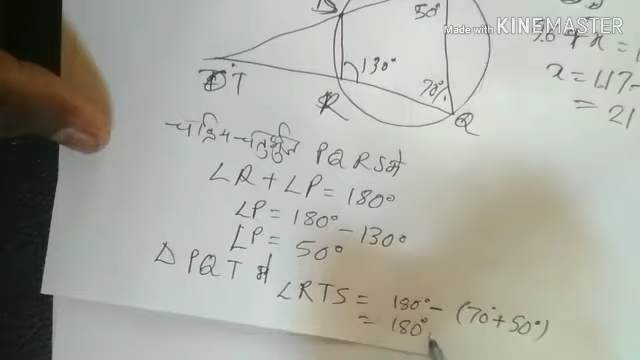 Made with KINEMASTER
S
50°
130°
T
70°
R
Q
x = 117 -
= 21
चक्रिय चतुर्भुज PQRS में
∠R + ∠P = 180°
∠P = 180° - 130°
∠P = 50°
Δ PQT में
∠RTS = 180° - (70° + 50°)
= 180°